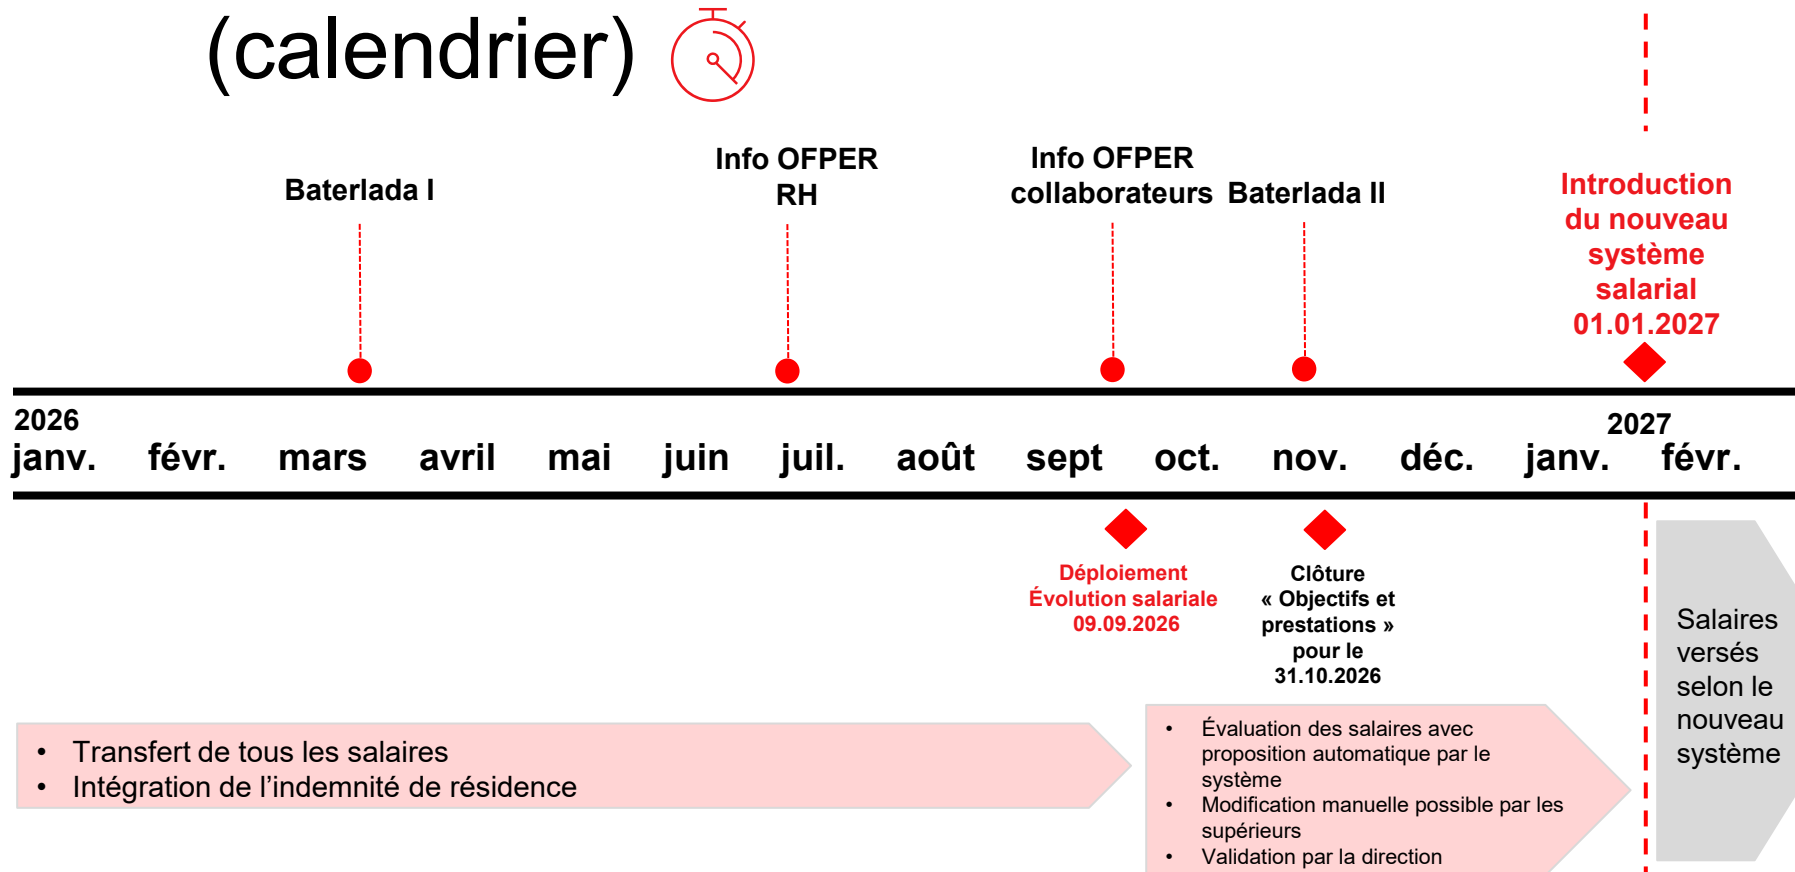 (calendrier)
Baterlada I
Info OFPER
RH
Info OFPER
collaborateurs
Baterlada II
Introduction
du nouveau
système
salarial
01.01.2027
2026
2027
janv. févr. mars avril mai juin juil. août sept oct. nov. déc. janv. févr.
Déploiement
Évolution salariale
09.09.2026
Clôture
« Objectifs et
prestations »
pour le
31.10.2026
Salaires
versés
selon le
nouveau
système
• Transfert de tous les salaires
• Intégration de l’indemnité de résidence
• Évaluation des salaires avec
proposition automatique par le
système
• Modification manuelle possible par les
supérieurs
• Validation par la direction